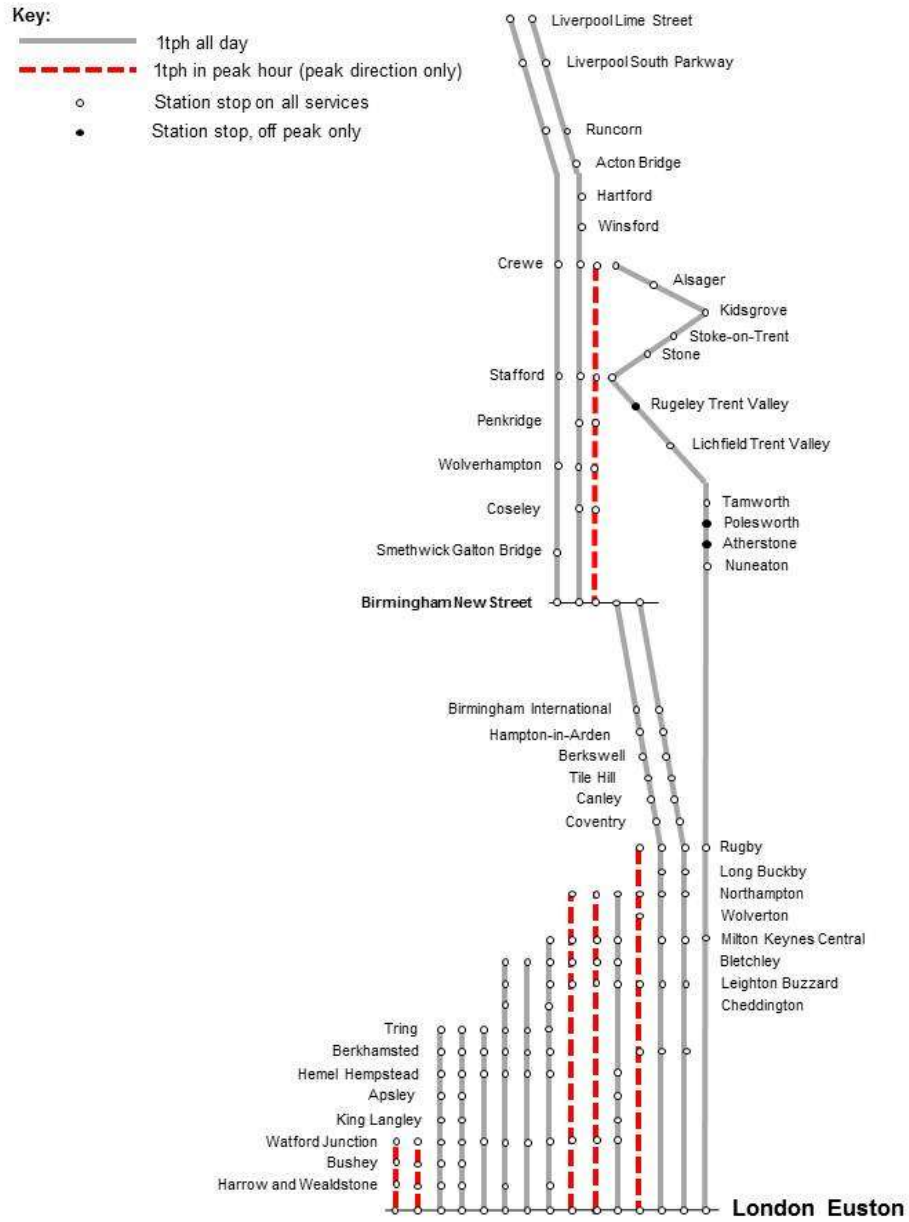 Key:
1tph all day
1tph in peak hour (peak direction only)
Station stop on all services
Station stop, off peak only
Liverpool Lime Street
Liverpool South Parkway
Runcorn
Acton Bridge
Hartford
Winsford
Crewe
Alsager
Kidsgrove
Stoke-on-Trent
Stone
Stafford
Rugeley Trent Valley
Penkridge
Lichfield Trent Valley
Wolverhampton
Tamworth
Coseley
Polesworth
Atherstone
Smethwick Galton Bridge
Nuneaton
Birmingham New Street
Birmingham International
Hampton-in-Arden
Berkswell
Tile Hill
Canley
Coventry
Rugby
Long Buckby
Northampton
Wolverton
Milton Keynes Central
Bletchley
Leighton Buzzard
Cheddington
Tring
Berkhamsted
Hemel Hempstead
Apsley
King Langley
Watford Junction
Bushey
Harrow and Wealdstone
London Euston